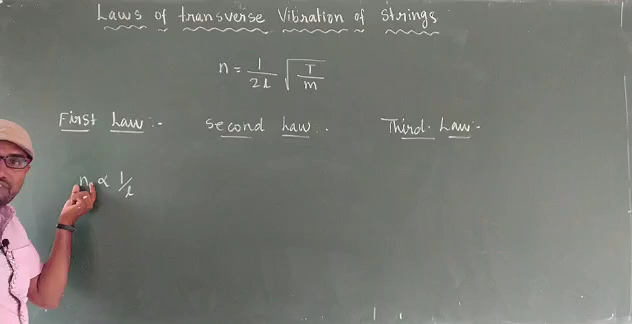 Laws of transverse Vibration of strings
n = 1/2l √T/m
First Law:- Second Law:- Third Law:-
n ∝ 1/l